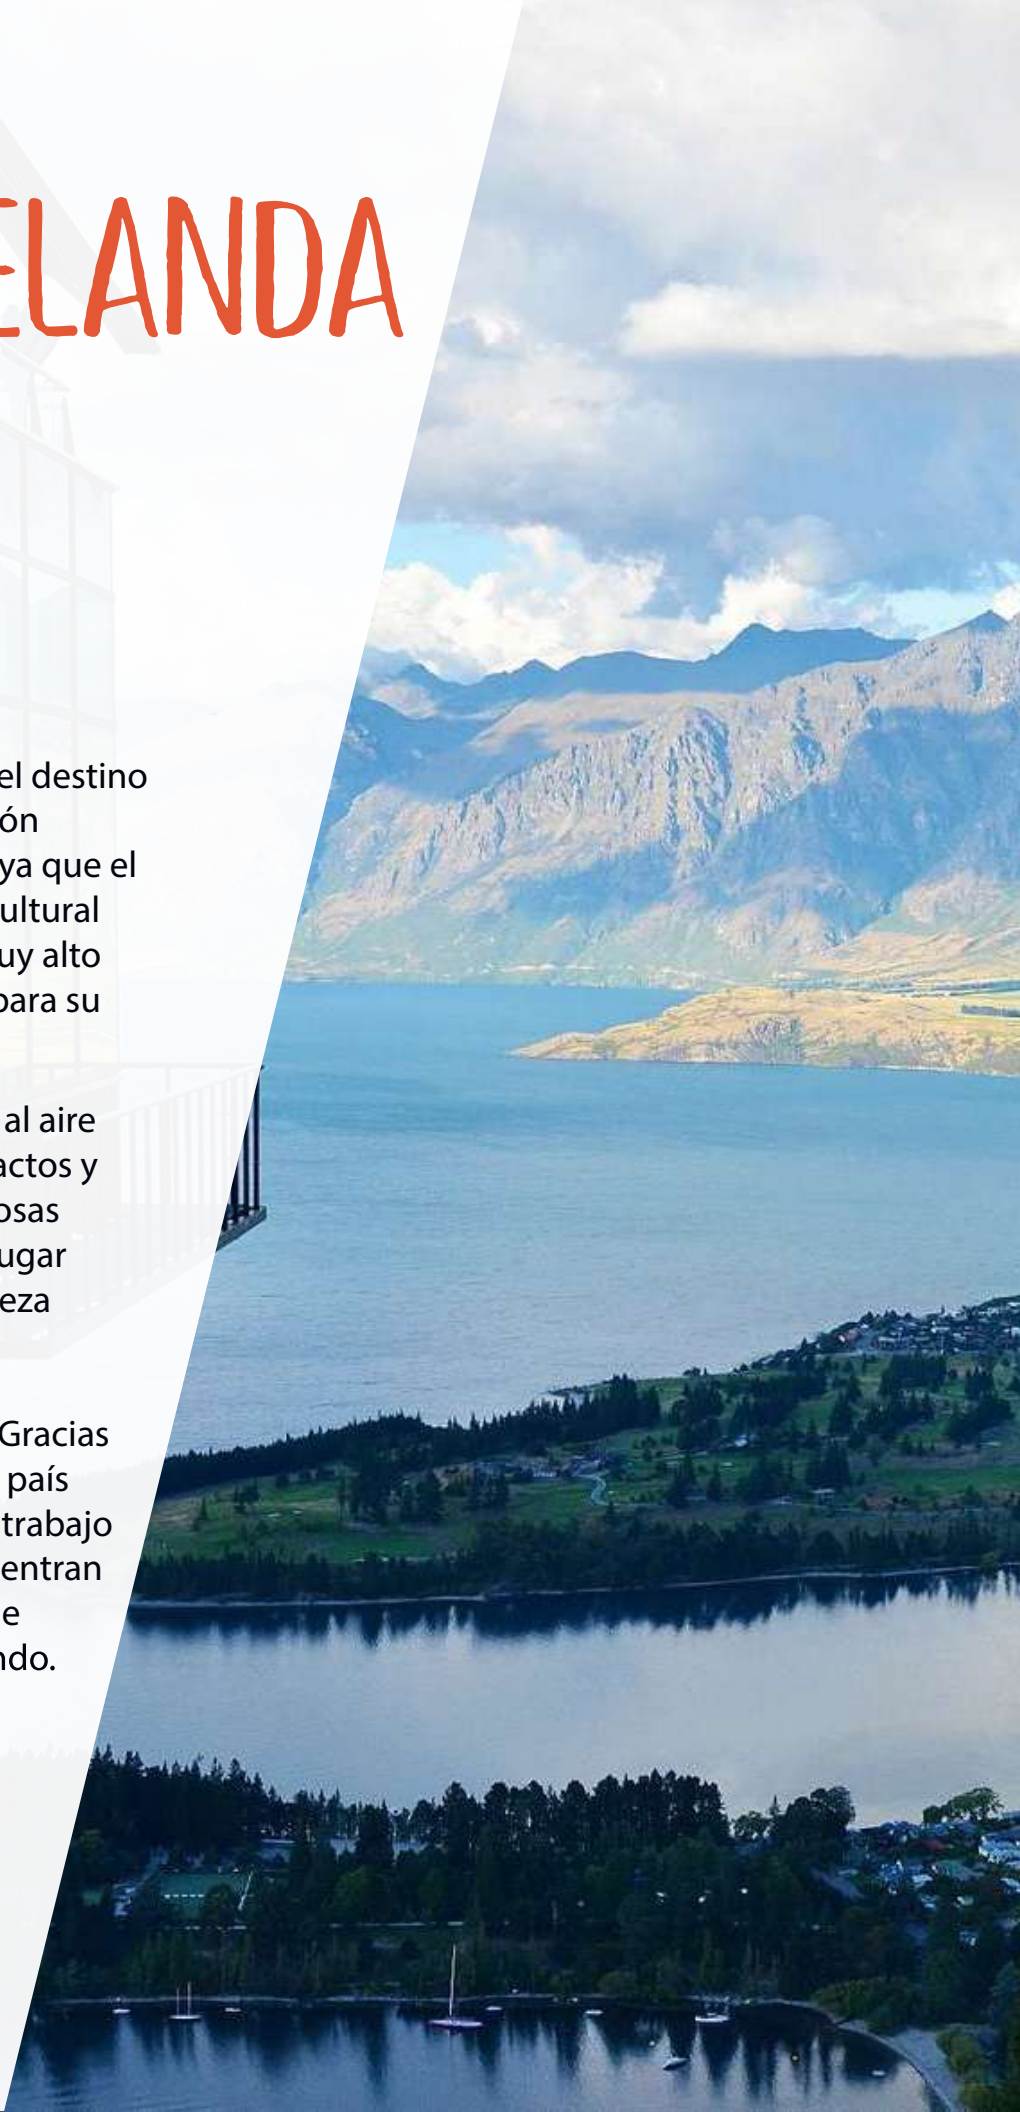 ELANDA
el destino
ón
ya que el
ultural
uy alto
para su
al aire
actos y
osas
ugar
eza
Gracias
país
trabajo
entran
e
ndo.